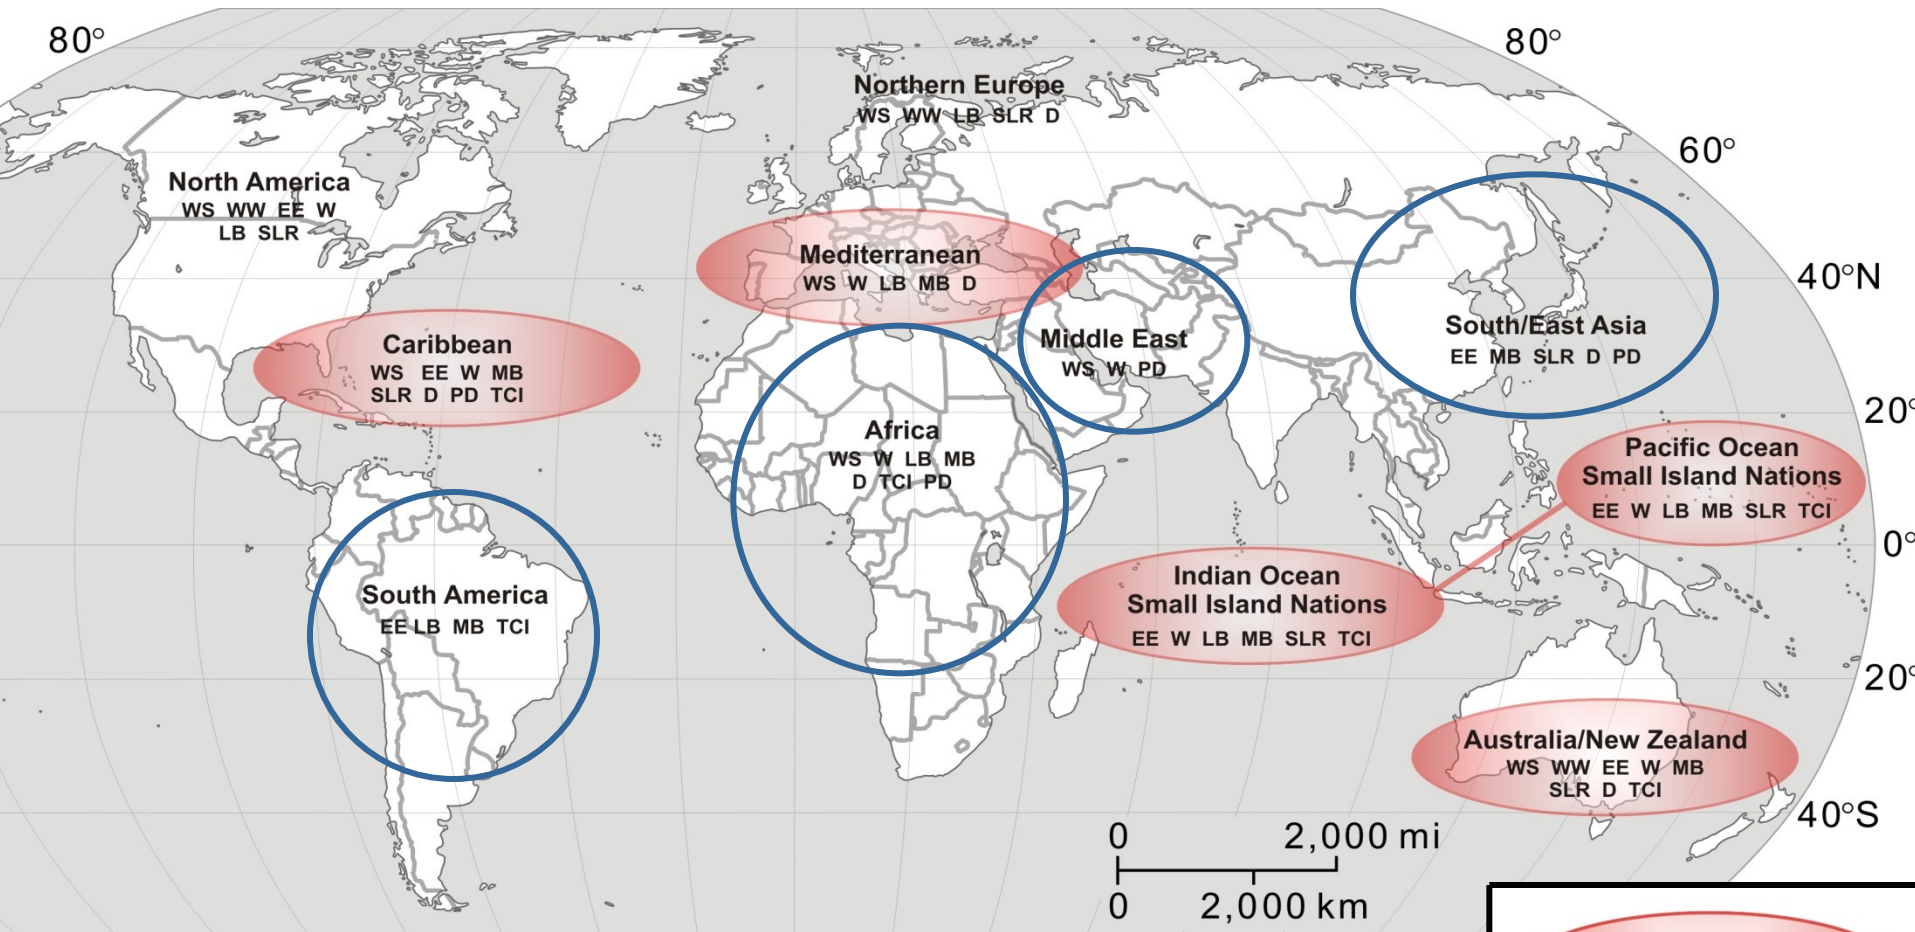 80°
80°
Northern Europe
WS WW LB SLR D
60°
North America
WS WW EE W
LB SLR
Mediterranean
WS W LB MB D
40°N
Caribbean
WS EE W MB
SLR D PD TCI
Middle East
WS W PD
South/East Asia
EE MB SLR D PD
20°
Africa
WS W LB MB
D TCI PD
Pacific Ocean
Small Island Nations
EE W LB MB SLR TCI
0°
South America
EE LB MB TCI
Indian Ocean
Small Island Nations
EE W LB MB SLR TCI
20°
Australia/New Zealand
WS WW EE W MB
SLR D TCI
40°S
0 2,000 mi
0 2,000 km